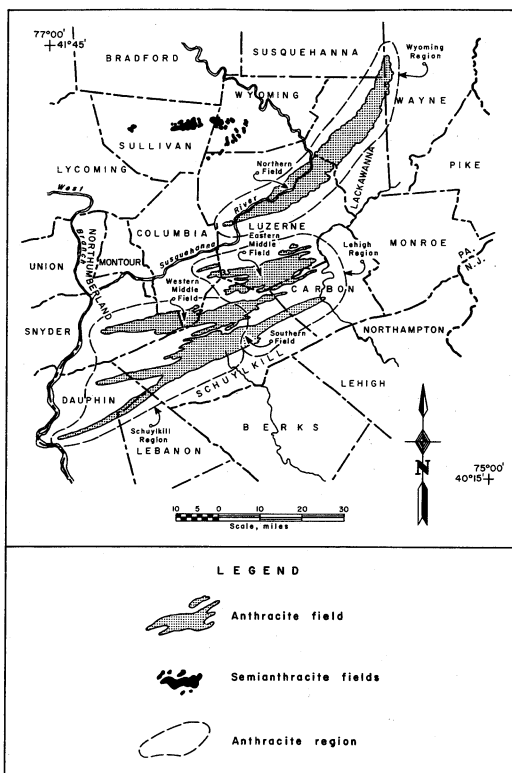 77°00'
+41°45'
BRADFORD
SUSQUEHANNA
Wyoming
Region
WYOMING
WAYNE
SULLIVAN
LYCOMING
Northern
Field
LACKAWANNA
PIKE
West
Branch
River
Susquehanna
COLUMBIA
LUZERNE
Eastern
Middle
Field
Lehigh
Region
MONROE
UNION
NORTHUMBERLAND
MONTOUR
Western
Middle
Field
CARBON
PA.
N.J.
SNYDER
NORTHAMPTON
Southern
Field
SCHUYLKILL
LEHIGH
DAUPHIN
Schuylkill
Region
BERKS
LEBANON
N
75°00'
40°15'+
10 5 0 10 20 30
Scale, miles
LEGEND
Anthracite field
Semianthracite fields
Anthracite region